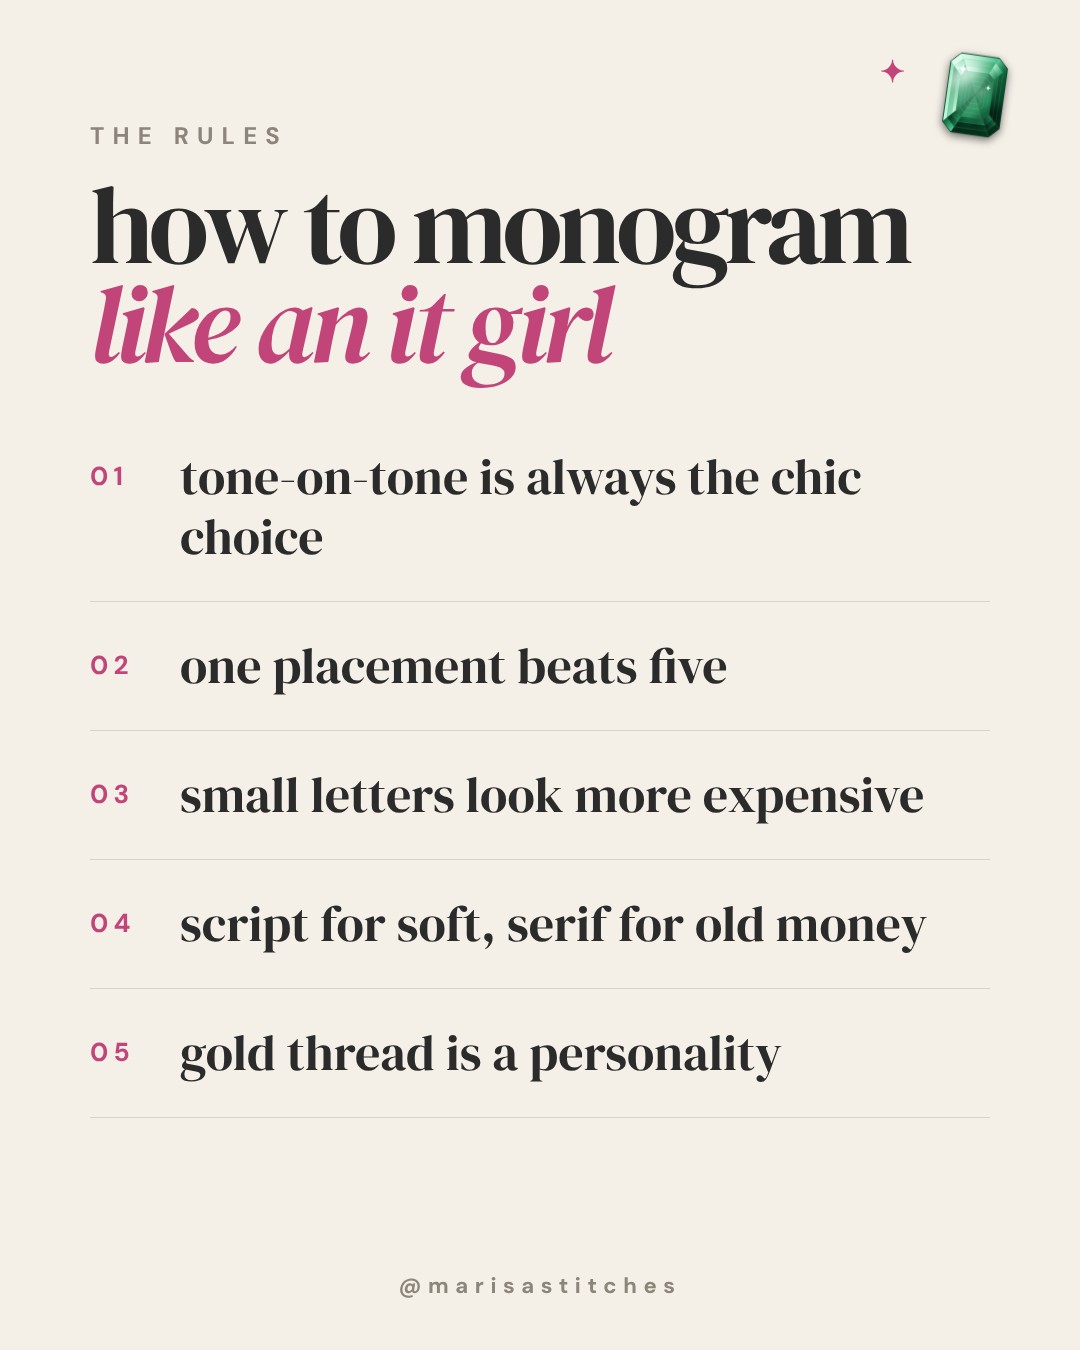 THE RULES
how to monogram
like an it girl
01 tone-on-tone is always the chic
choice
02 one placement beats five
03 small letters look more expensive
04 script for soft, serif for old money
05 gold thread is a personality
@marisastitches